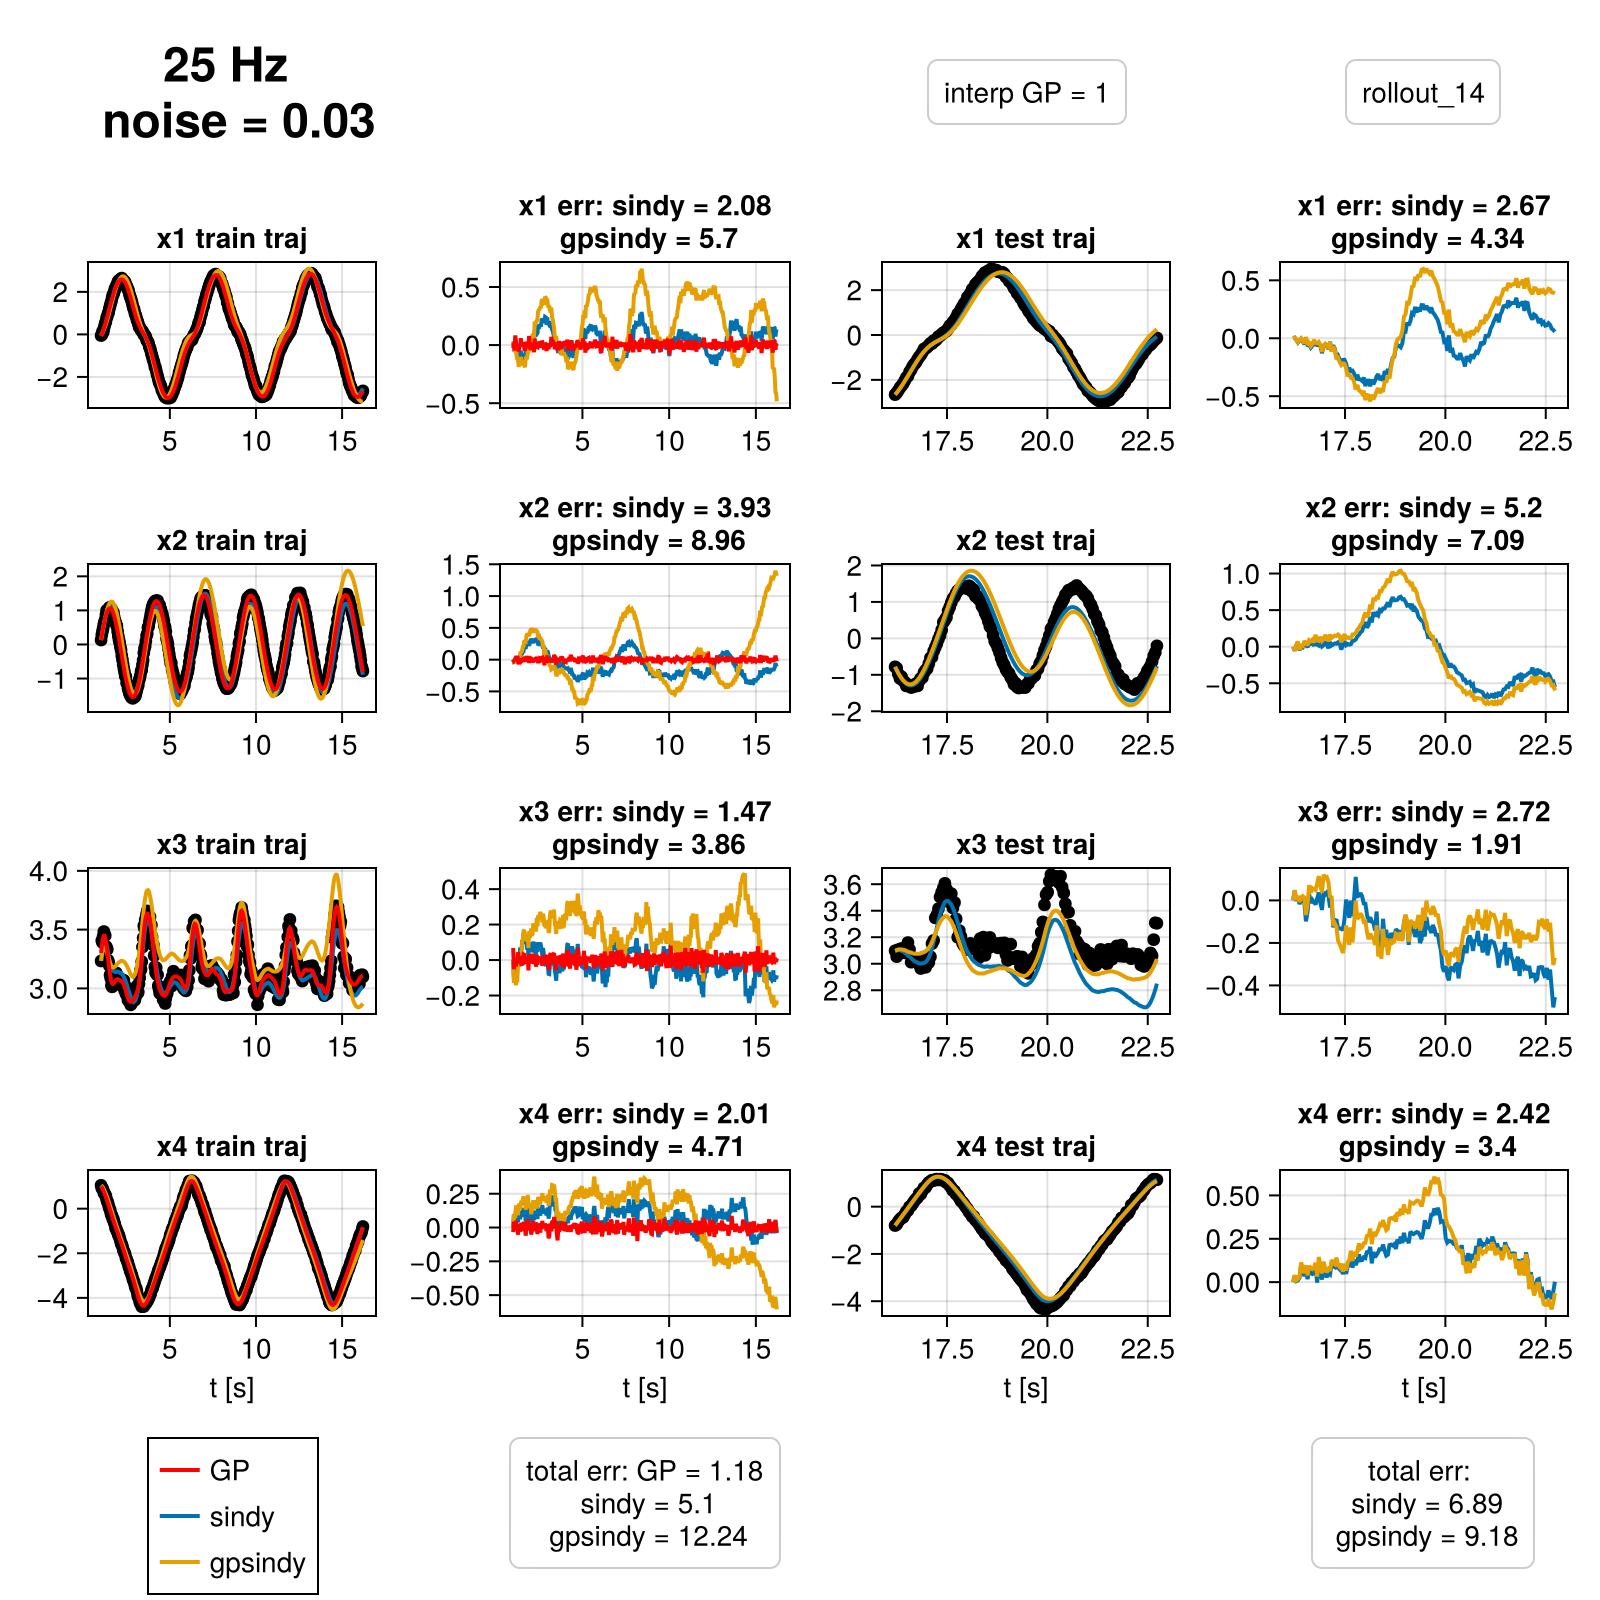 25 Hz
noise = 0.03
interp GP = 1
rollout_14
x1 train traj
2
0
−2
5 10 15
x1 err: sindy = 2.08
gpsindy = 5.7
0.5
0.0
−0.5
5 10 15
x1 test traj
2
0
−2
17.5 20.0 22.5
x1 err: sindy = 2.67
gpsindy = 4.34
0.5
0.0
−0.5
17.5 20.0 22.5
x2 train traj
2
1
0
−1
5 10 15
x2 err: sindy = 3.93
gpsindy = 8.96
1.5
1.0
0.5
0.0
−0.5
5 10 15
x2 test traj
2
1
0
−1
−2
17.5 20.0 22.5
x2 err: sindy = 5.2
gpsindy = 7.09
1.0
0.5
0.0
−0.5
17.5 20.0 22.5
x3 train traj
4.0
3.5
3.0
5 10 15
x3 err: sindy = 1.47
gpsindy = 3.86
0.4
0.2
0.0
−0.2
5 10 15
x3 test traj
3.6
3.4
3.2
3.0
2.8
17.5 20.0 22.5
x3 err: sindy = 2.72
gpsindy = 1.91
0.0
−0.2
−0.4
17.5 20.0 22.5
x4 train traj
0
−2
−4
5 10 15
t [s]
x4 err: sindy = 2.01
gpsindy = 4.71
0.25
0.00
−0.25
−0.50
5 10 15
t [s]
x4 test traj
0
−2
−4
17.5 20.0 22.5
t [s]
x4 err: sindy = 2.42
gpsindy = 3.4
0.50
0.25
0.00
17.5 20.0 22.5
t [s]
GP
sindy
gpsindy
total err: GP = 1.18
sindy = 5.1
gpsindy = 12.24
total err:
sindy = 6.89
gpsindy = 9.18